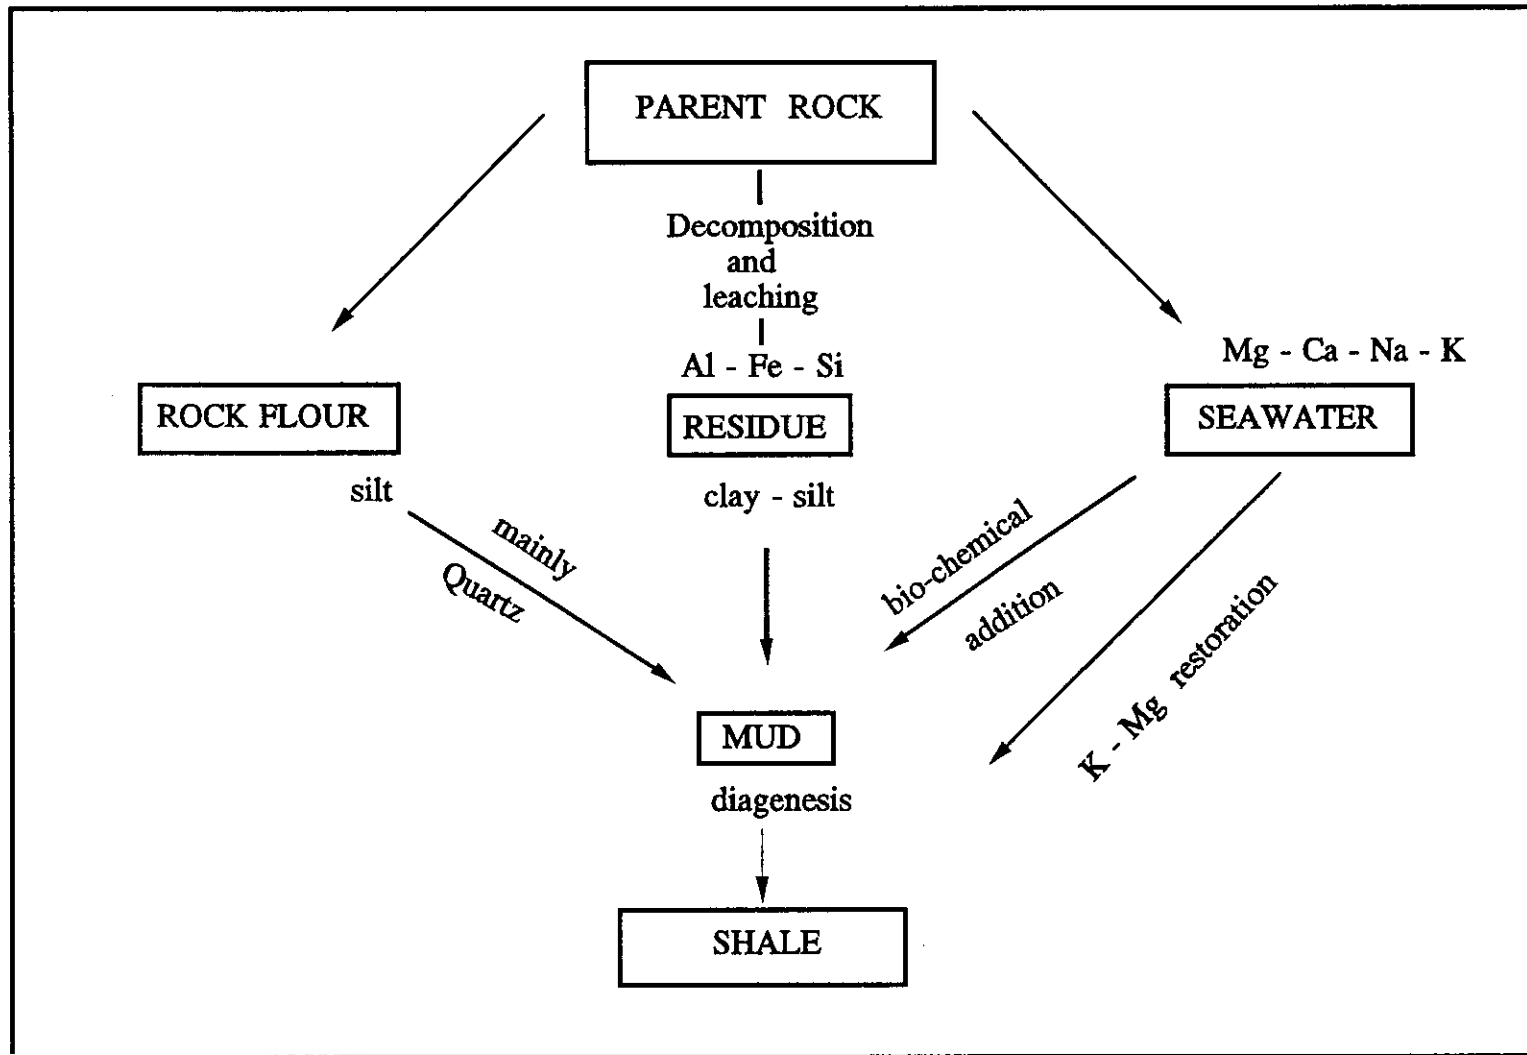 PARENT ROCK
Decomposition
and
leaching
Al - Fe - Si
Mg - Ca - Na - K
ROCK FLOUR
RESIDUE
SEAWATER
silt
clay - silt
mainly
Quartz
bio-chemical
addition
K - Mg restoration
MUD
diagenesis
SHALE